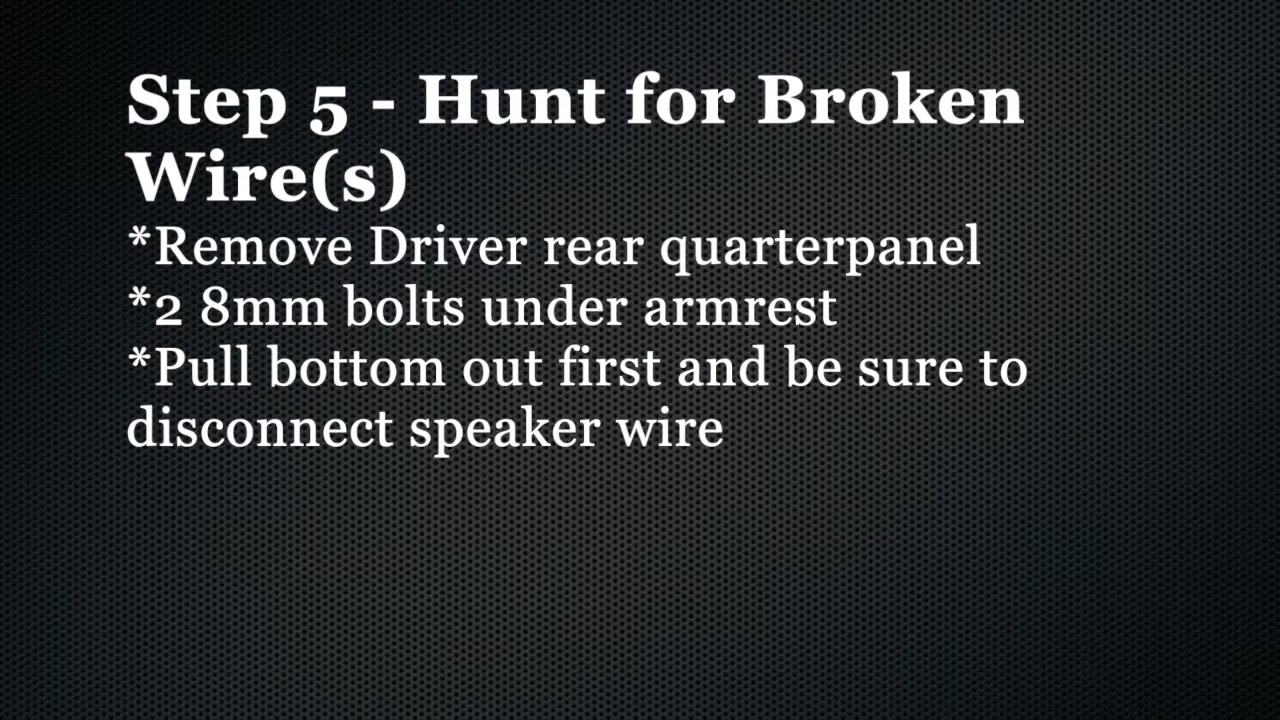 Step 5 - Hunt for Broken
Wire(s)
*Remove Driver rear quarterpanel
*2 8mm bolts under armrest
*Pull bottom out first and be sure to
disconnect speaker wire